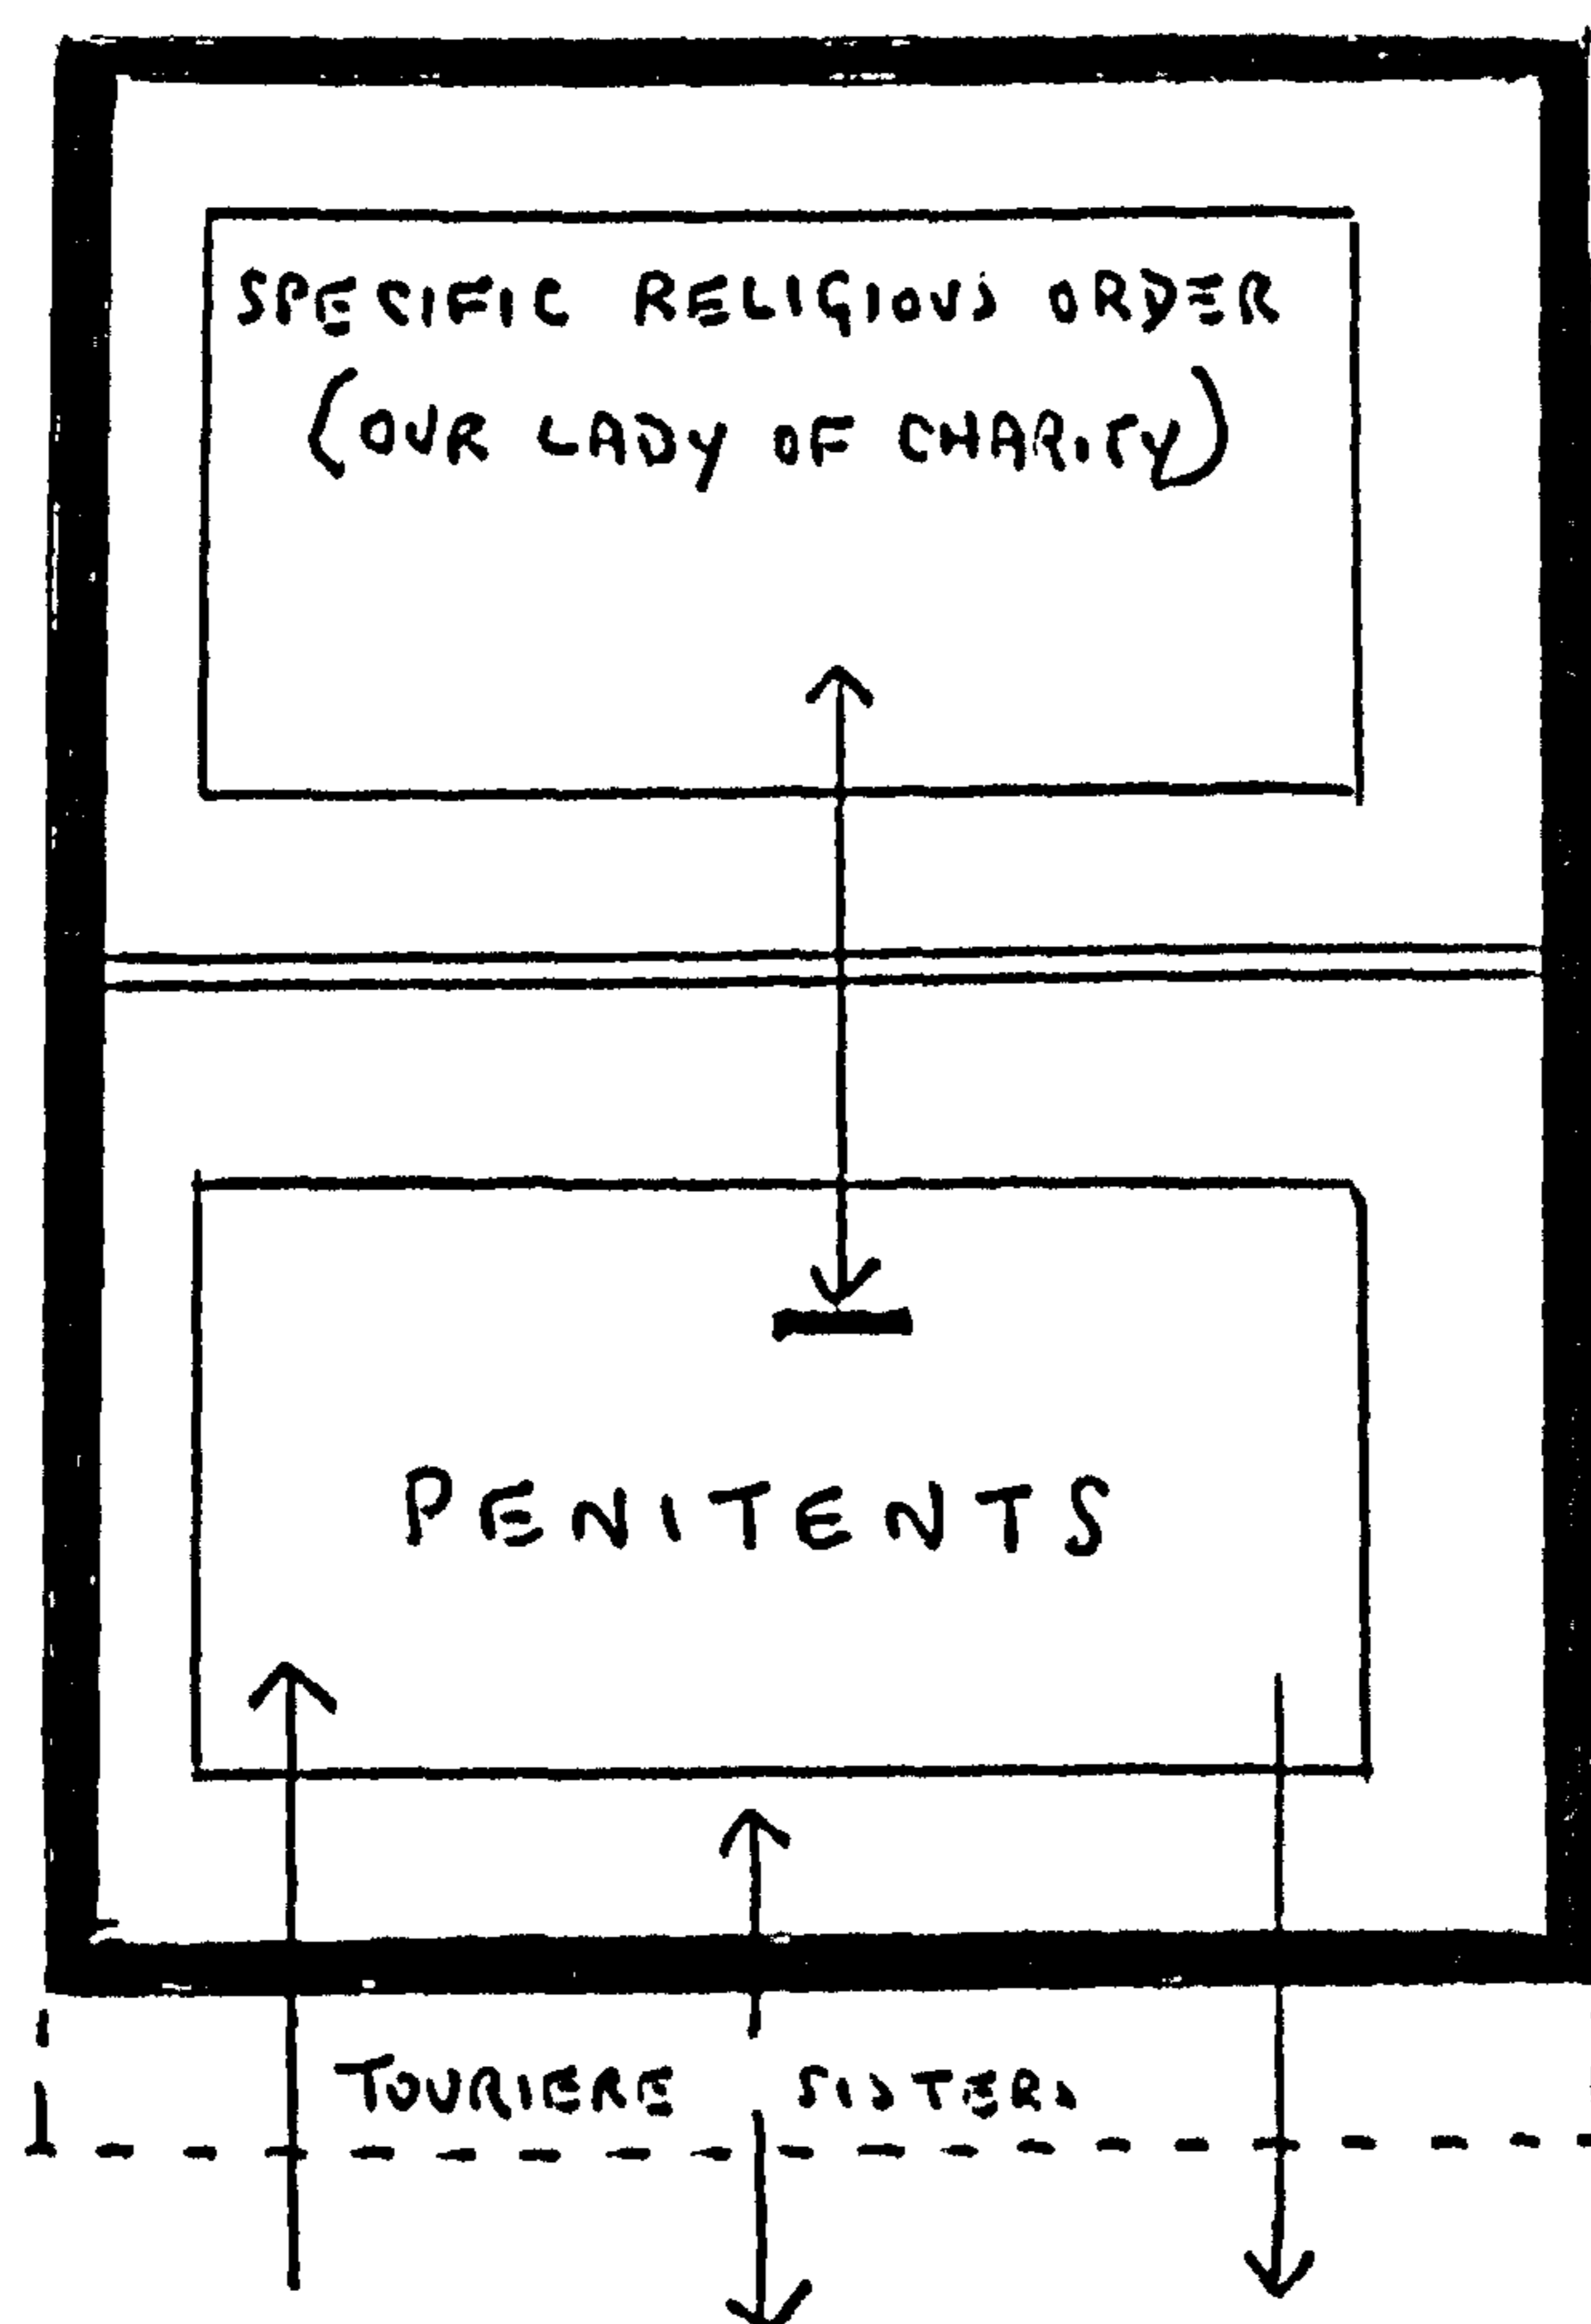 SPECIFIC RELIGIOUS ORDER
(OUR LADY OF CHARITY)
PENITENTS
TOURIERE SISTERS